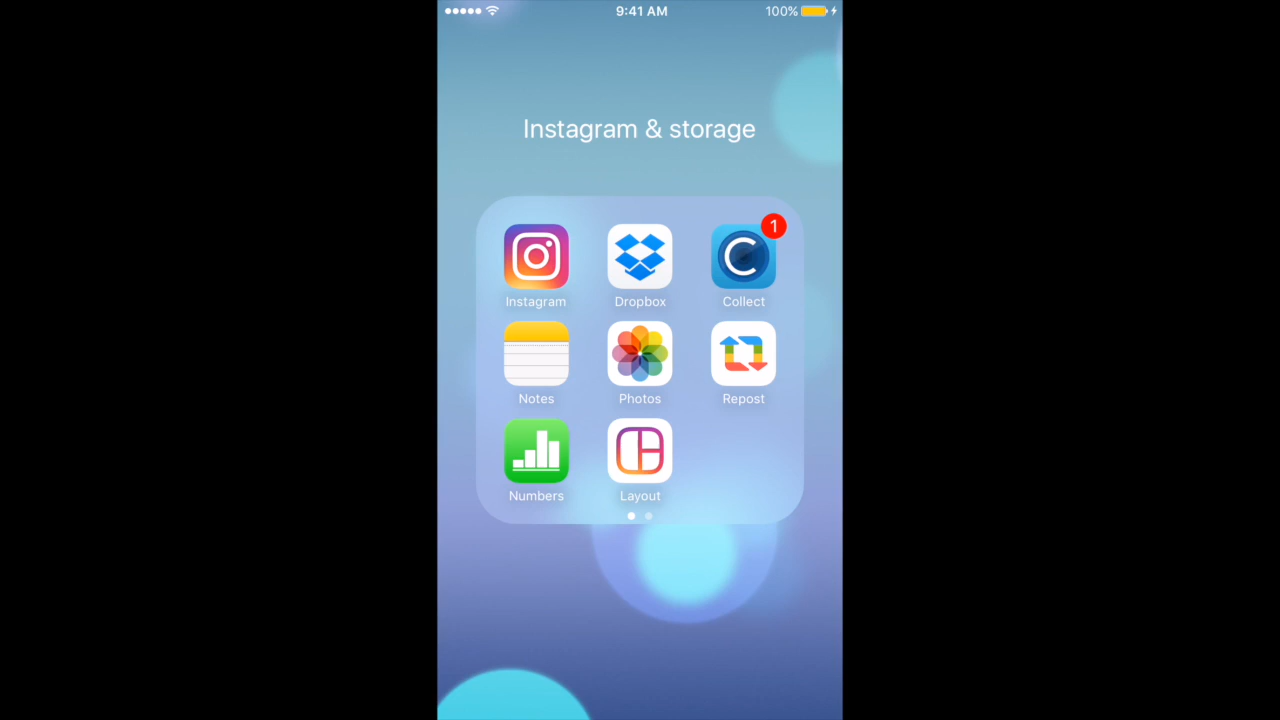 9:41 AM
100%
Instagram & storage
1
Instagram
Dropbox
Collect
Notes
Photos
Repost
Numbers
Layout